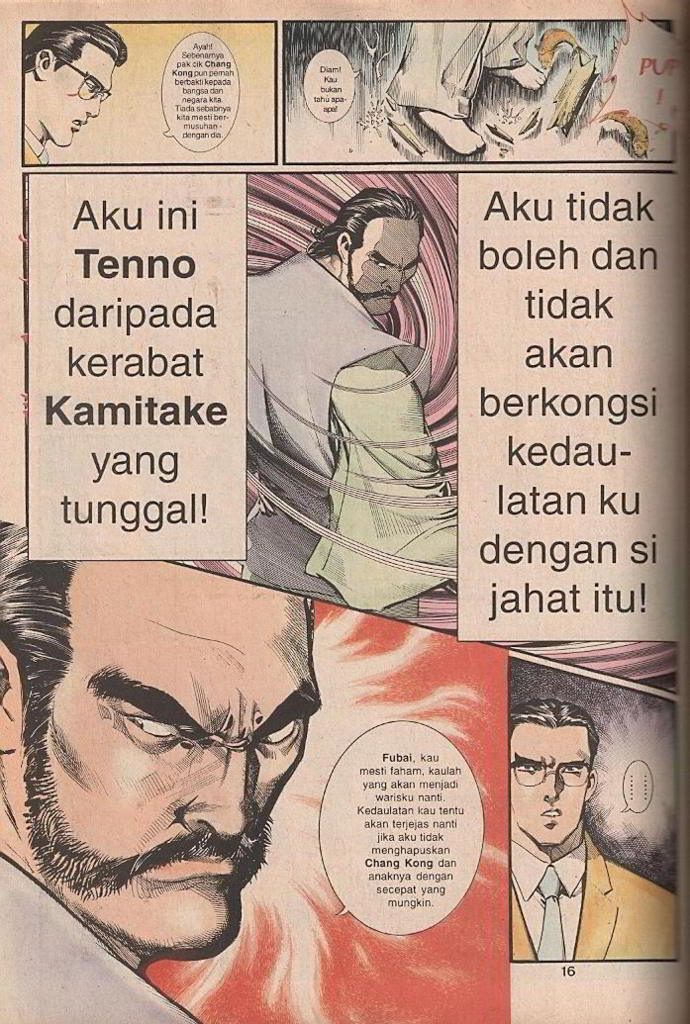 Ayah!
Sebenarnya
pak cik Chang
Kong pun pernah
berbakti kepada
bangsa dan
negara kita.
Tiada sebabnya
kita mesti ber-
musuhan
dengan dia.
Diam!
Kau
bukan
tahu apa-
apa!
PUP
!
Aku ini
Tenno
daripada
kerabat
Kamitake
yang
tunggal!
Aku tidak
boleh dan
tidak
akan
berkongsi
kedau-
latan ku
dengan si
jahat itu!
Fubai, kau
mesti faham, kaulah
yang akan menjadi
warisku nanti.
Kedaulatan kau tentu
akan terjejas nanti
jika aku tidak
menghapuskan
Chang Kong dan
anaknya dengan
secepat yang
mungkin.
......
16